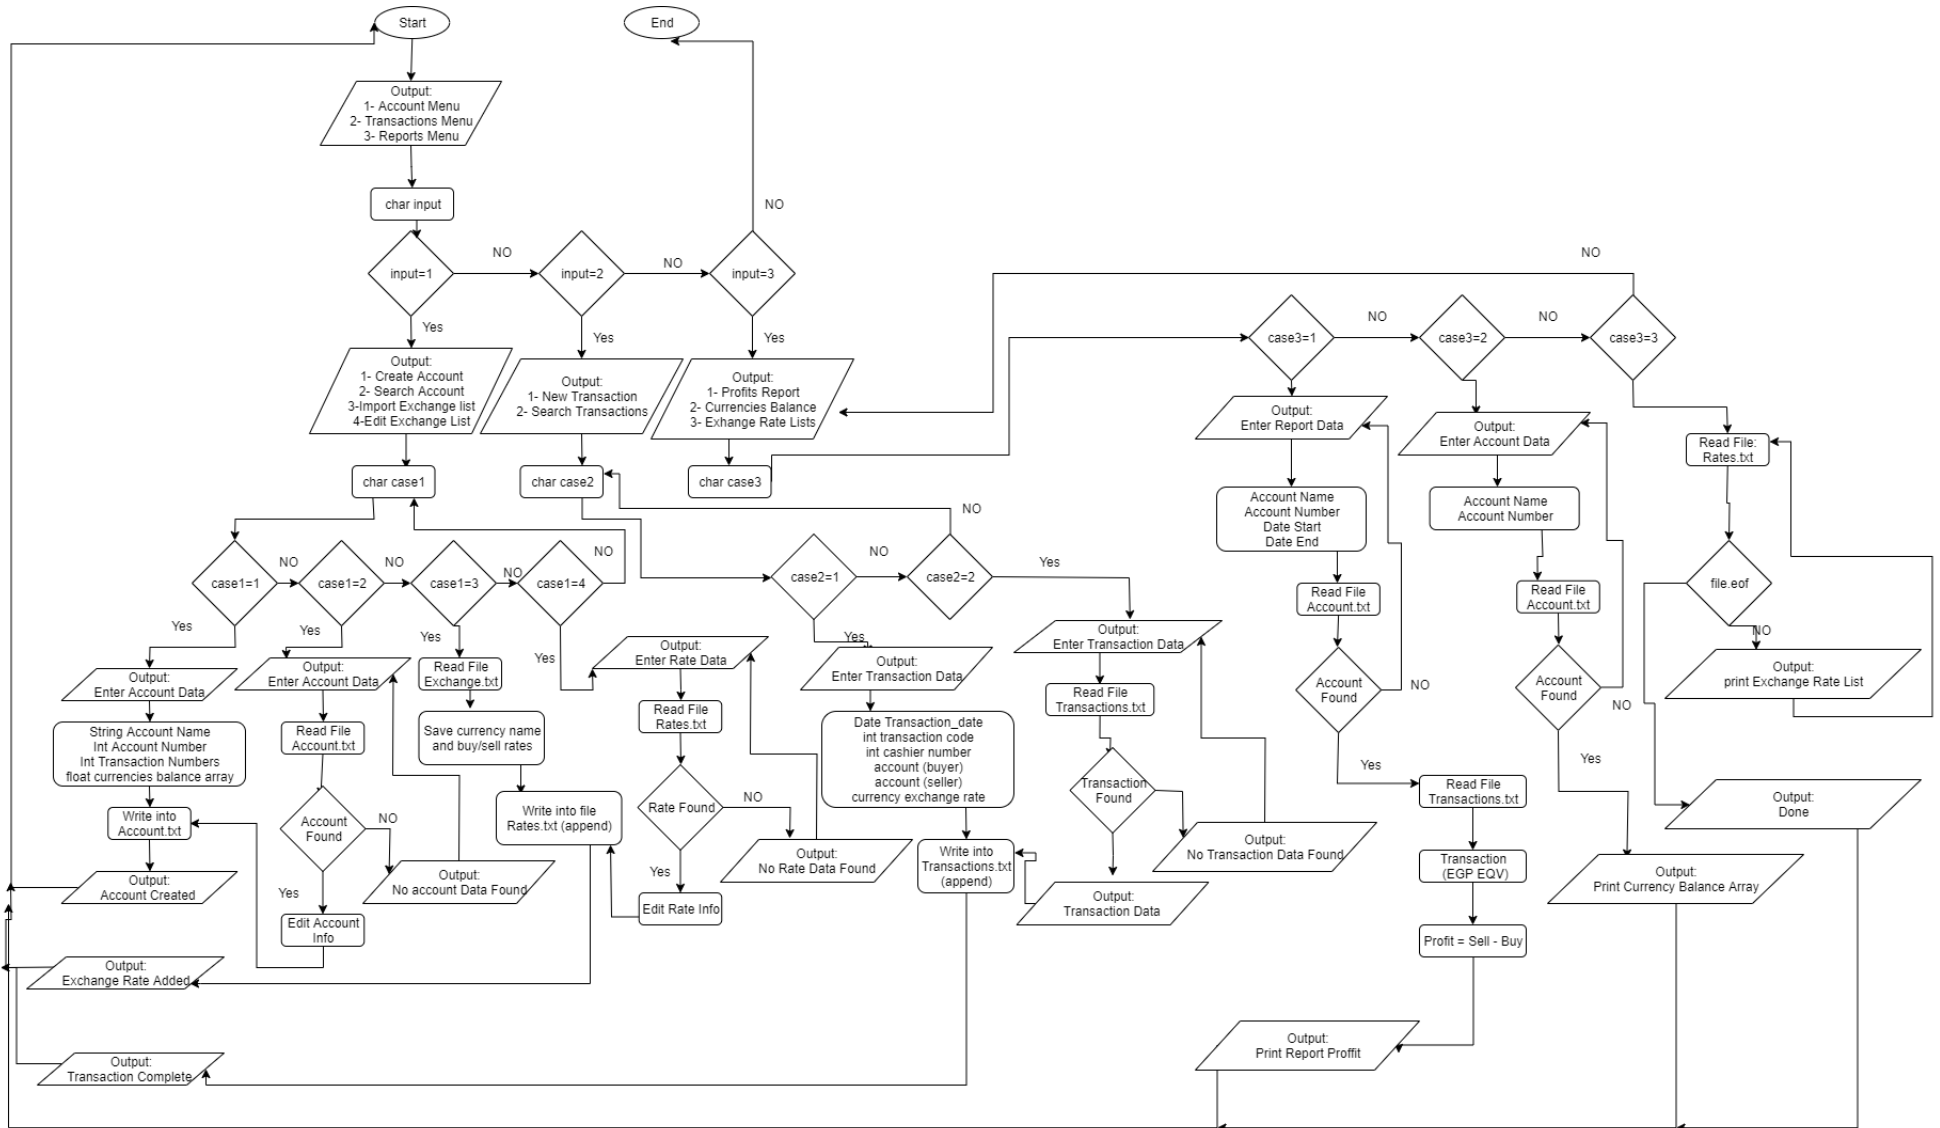 Start
End
Output:
1- Account Menu
2- Transactions Menu
3- Reports Menu
char input
input=1
NO
input=2
NO
input=3
NO
Yes
Yes
Yes
Output:
1- Create Account
2- Search Account
3-Import Exchange list
4-Edit Exchange List
Output:
1- New Transaction
2- Search Transactions
Output:
1- Profits Report
2- Currencies Balance
3- Exhange Rate Lists
char case1
char case2
char case3
case1=1
NO
case1=2
NO
case1=3
NO
case1=4
NO
Yes
Yes
Yes
Yes
Output:
Enter Account Data
String Account Name
Int Account Number
Int Transaction Numbers
float currencies balance array
Write into
Account.txt
Output:
Account Created
Output:
Enter Account Data
Read File
Account.txt
Account
Found
NO
Yes
Output:
No account Data Found
Edit Account
Info
Read File
Exchange.txt
Save currency name
and buy/sell rates
Write into file
Rates.txt (append)
Output:
Exchange Rate Added
Output:
Enter Rate Data
Read File
Rates.txt
Rate Found
NO
Yes
Output:
No Rate Data Found
Edit Rate Info
case2=1
NO
case2=2
NO
Yes
Yes
Output:
Enter Transaction Data
Date Transaction_date
int transaction code
int cashier number
account (buyer)
account (seller)
currency exchange rate
Write into
Transactions.txt
(append)
Output:
Transaction Complete
Output:
Enter Transaction Data
Read File
Transactions.txt
Transaction
Found
Output:
No Transaction Data Found
Output:
Transaction Data
case3=1
NO
case3=2
NO
case3=3
NO
Output:
Enter Report Data
Account Name
Account Number
Date Start
Date End
Read File
Account.txt
Account
Found
NO
Yes
Read File
Transactions.txt
Transaction
(EGP EQV)
Profit = Sell - Buy
Output:
Print Report Proffit
Output:
Enter Account Data
Account Name
Account Number
Read File
Account.txt
Account
Found
NO
Yes
Output:
Print Currency Balance Array
Read File:
Rates.txt
file.eof
NO
Output:
print Exchange Rate List
Output:
Done